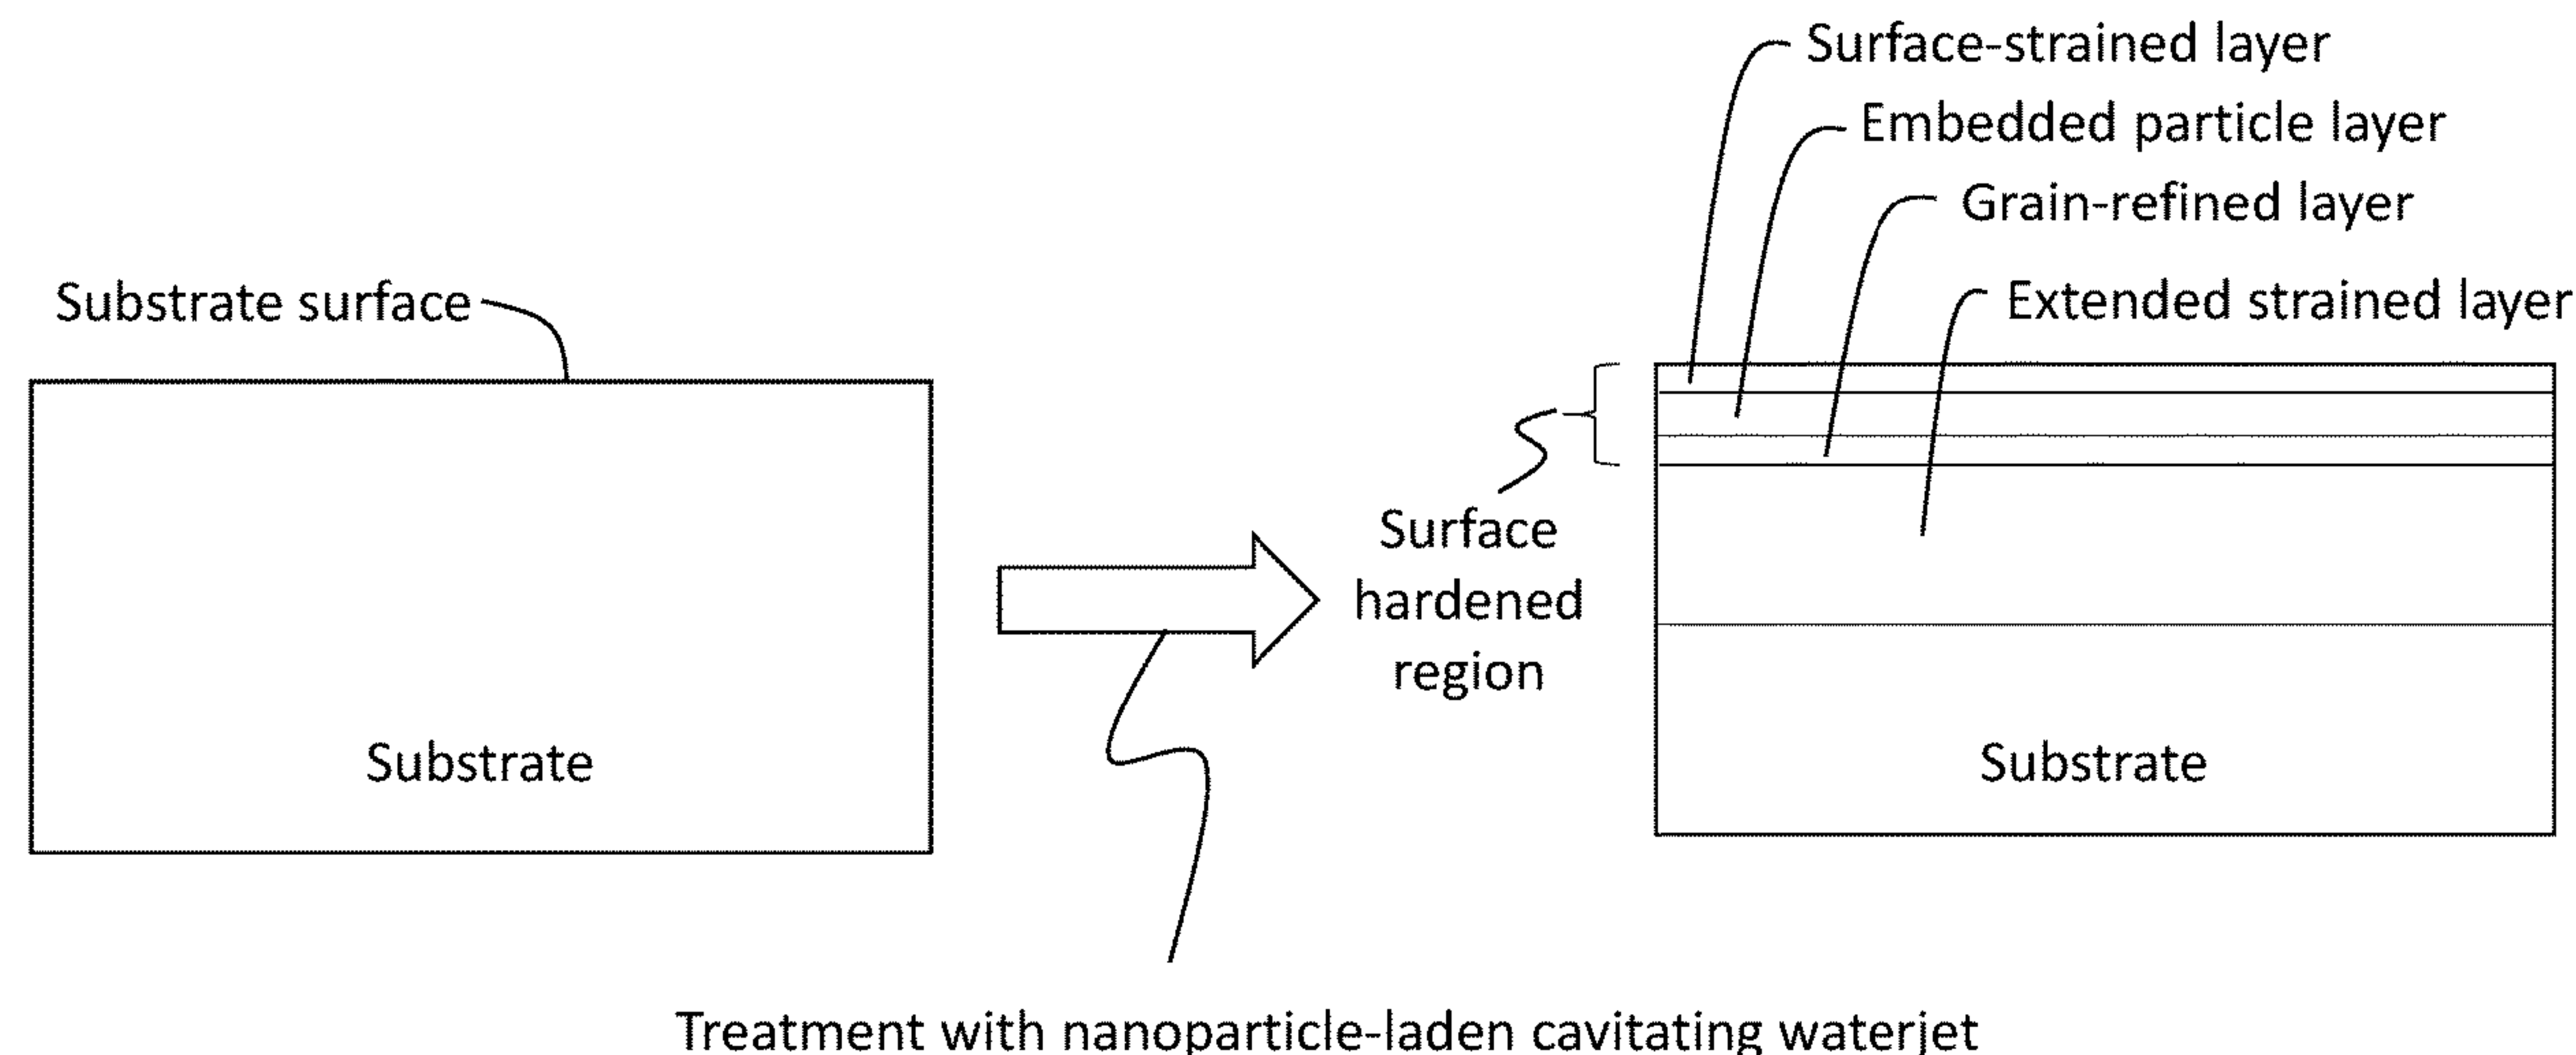 Surface-strained layer
Embedded particle layer
Grain-refined layer
Substrate surface
Extended strained layer
Surface
hardened
region
Substrate
Substrate
Treatment with nanoparticle-laden cavitating waterjet